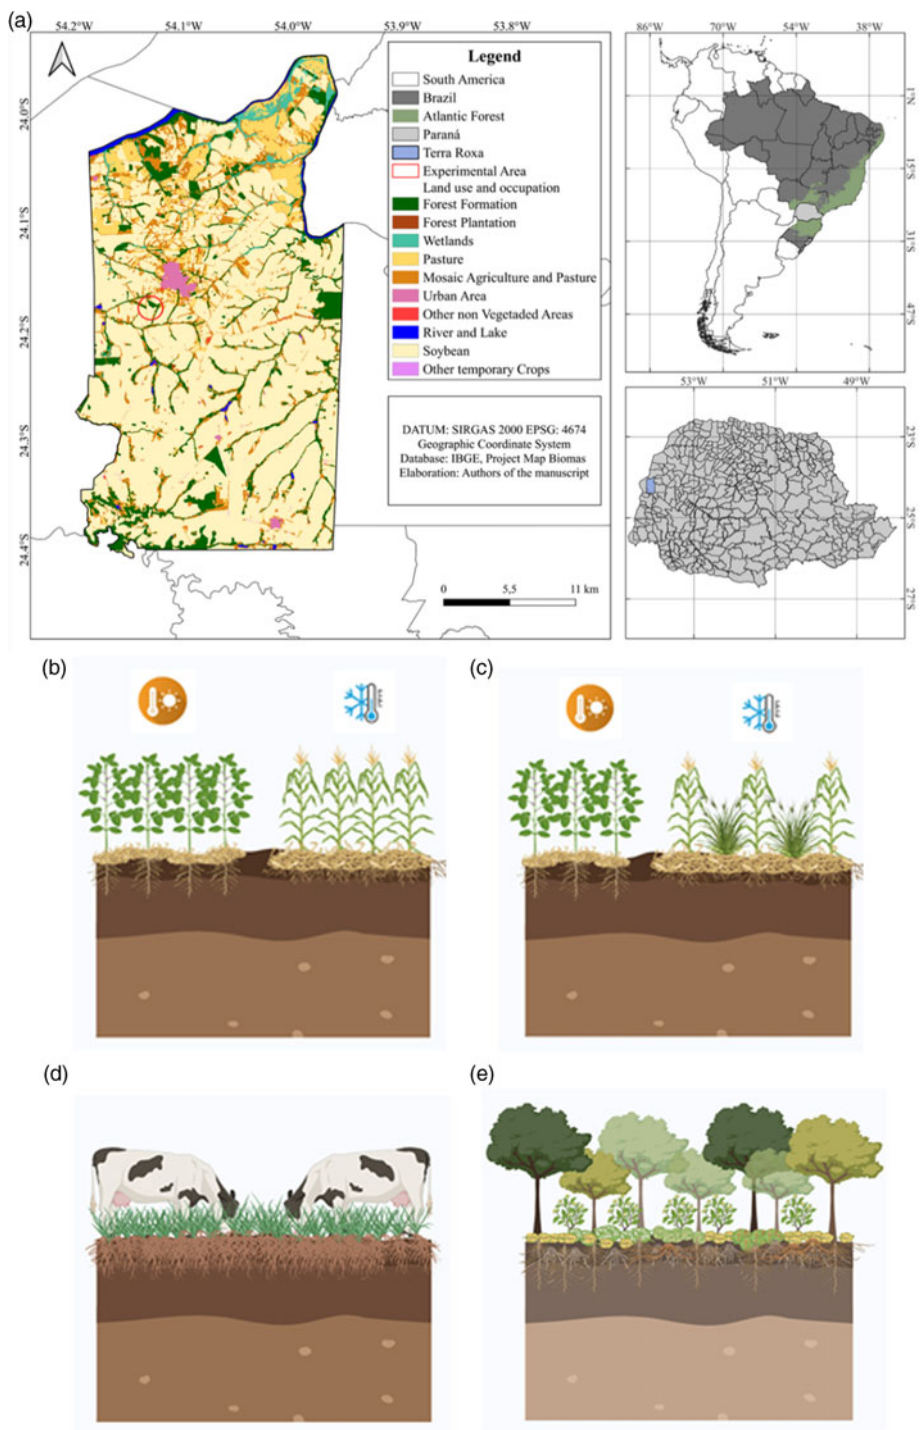 (a)
54.2°W
54.1°W
54.0°W
53.9°W
53.8°W
24.0°S
24.1°S
24.2°S
24.3°S
24.4°S
Legend
South America
Brazil
Atlantic Forest
Paraná
Terra Roxa
Experimental Area
Land use and occupation
Forest Formation
Forest Plantation
Wetlands
Pasture
Mosaic Agriculture and Pasture
Urban Area
Other non Vegetaded Areas
River and Lake
Soybean
Other temporary Crops
DATUM: SIRGAS 2000 EPSG: 4674
Geographic Coordinate System
Database: IBGE, Project Map Biomas
Elaboration: Authors of the manuscript
0
5,5
11 km
86°W
70°W
54°W
38°W
1°N
15°S
31°S
47°S
53°W
51°W
49°W
23°S
25°S
27°S
(b)
(c)
(d)
(e)